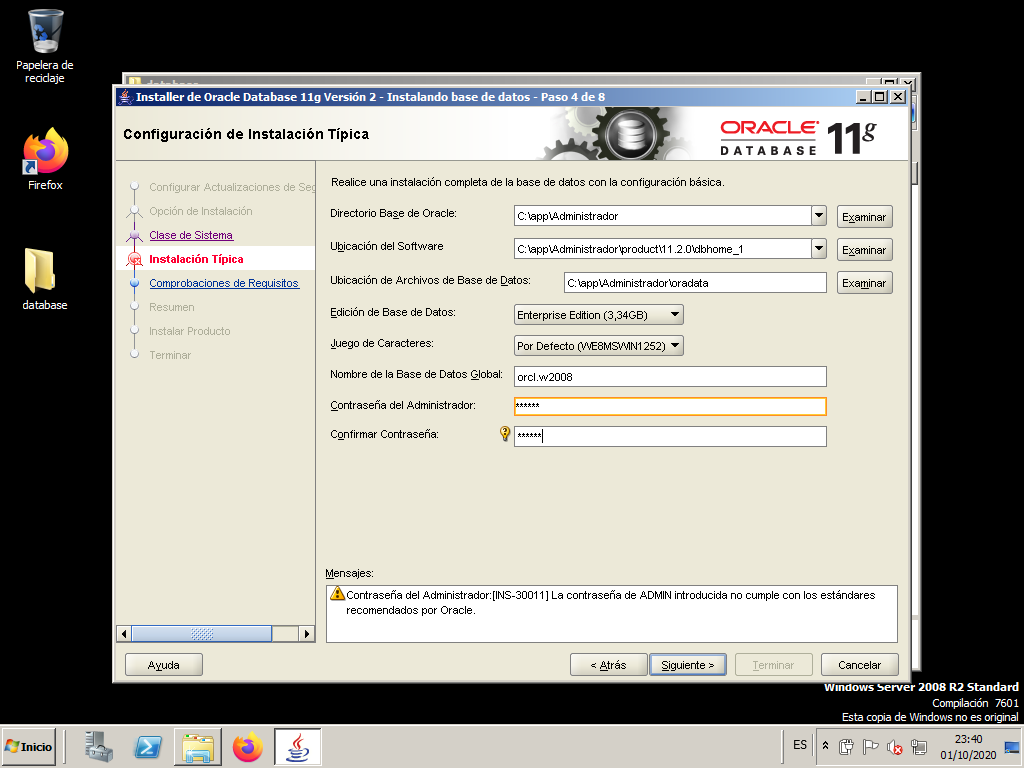 Papelera de
reciclaje
Firefox
database
Installer de Oracle Database 11g Versión 2 - Instalando base de datos - Paso 4 de 8
Configuración de Instalación Típica
ORACLE
DATABASE
11g
Configurar Actualizaciones de Seg
Opción de Instalación
Clase de Sistema
Instalación Típica
Comprobaciones de Requisitos
Resumen
Instalar Producto
Terminar
Realice una instalación completa de la base de datos con la configuración básica.
Directorio Base de Oracle: C:\app\Administrador Examinar
Ubicación del Software C:\app\Administrador\product\11.2.0\dbhome_1 Examinar
Ubicación de Archivos de Base de Datos: C:\app\Administrador\oradata Examinar
Edición de Base de Datos: Enterprise Edition (3,34GB)
Juego de Caracteres: Por Defecto (WE8MSWIN1252)
Nombre de la Base de Datos Global: orcl.w2008
Contraseña del Administrador: ******
Confirmar Contraseña: ******
Mensajes:
Contraseña del Administrador:[INS-30011] La contraseña de ADMIN introducida no cumple con los estándares
recomendados por Oracle.
Ayuda < Atrás Siguiente > Terminar Cancelar
Windows Server 2008 R2 Standard
Compilación 7601
Esta copia de Windows no es original
Inicio
ES
23:40
01/10/2020